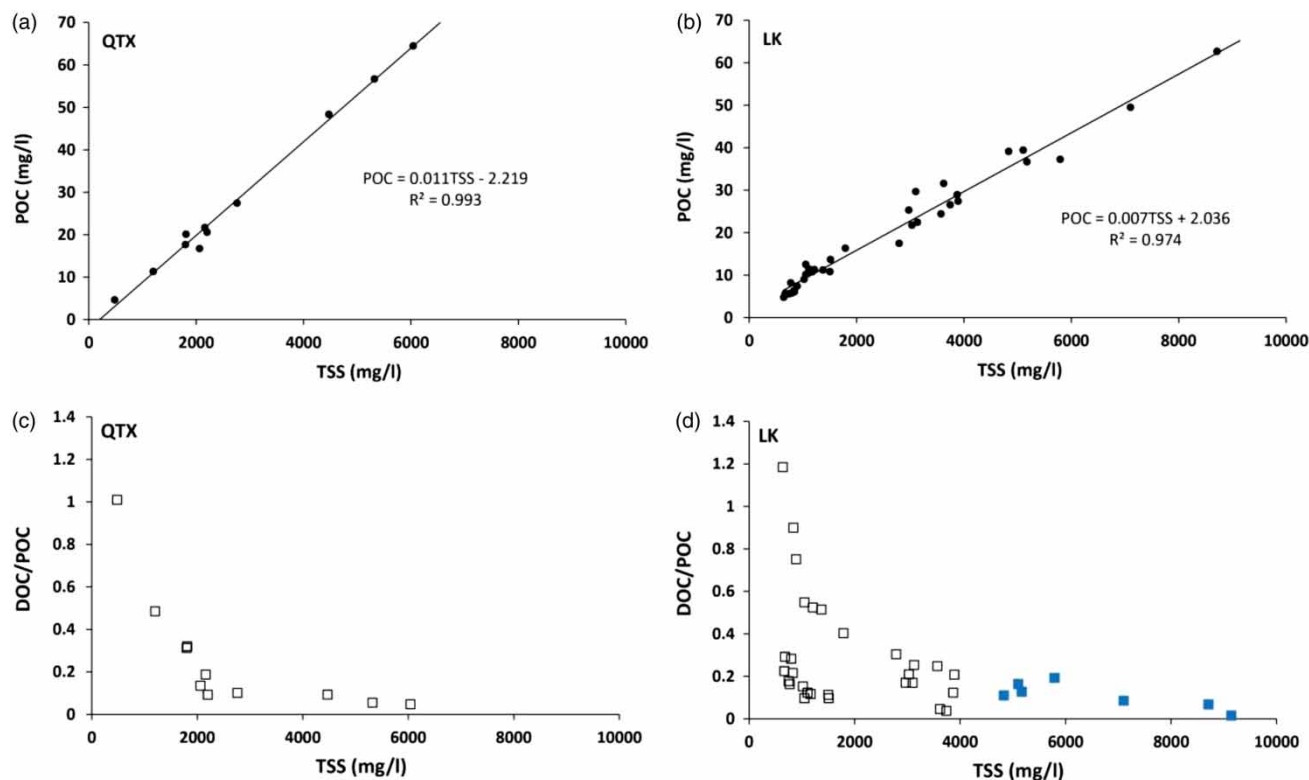 (a)
QTX
POC (mg/l)
70
60
50
40
30
20
10
0
POC = 0.011TSS - 2.219
R² = 0.993
0 2000 4000 6000 8000 10000
TSS (mg/l)
(b)
LK
POC (mg/l)
70
60
50
40
30
20
10
0
POC = 0.007TSS + 2.036
R² = 0.974
0 2000 4000 6000 8000 10000
TSS (mg/l)
(c)
QTX
DOC/POC
1.4
1.2
1
0.8
0.6
0.4
0.2
0
0 2000 4000 6000 8000 10000
TSS (mg/l)
(d)
LK
DOC/POC
1.4
1.2
1
0.8
0.6
0.4
0.2
0
0 2000 4000 6000 8000 10000
TSS (mg/l)